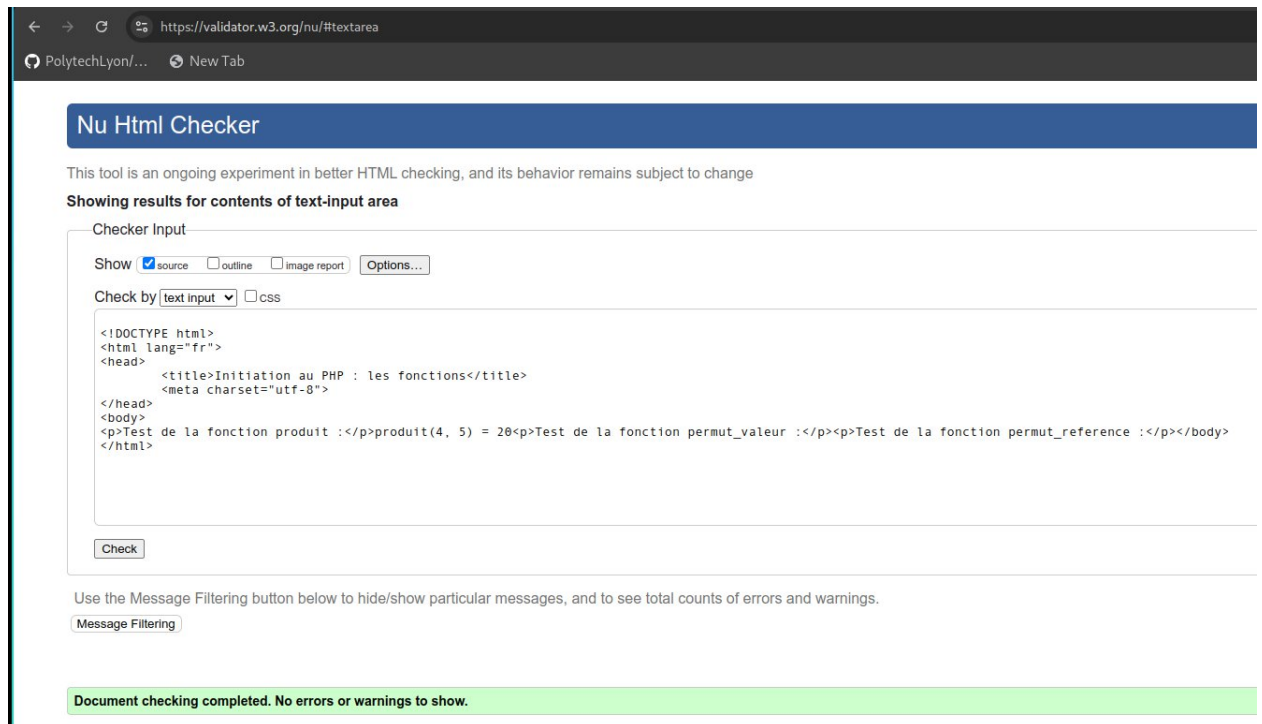 https://validator.w3.org/nu/#textarea
PolytechLyon/... New Tab
Nu Html Checker
This tool is an ongoing experiment in better HTML checking, and its behavior remains subject to change
Showing results for contents of text-input area
Checker Input
Show source outline image report Options...
Check by text input css
<!DOCTYPE html>
<html lang="fr">
<head>
<title>Initiation au PHP : les fonctions</title>
<meta charset="utf-8">
</head>
<body>
<p>Test de la fonction produit :</p>produit(4, 5) = 20<p>Test de la fonction permut_valeur :</p><p>Test de la fonction permut_reference :</p></body>
</html>
Check
Use the Message Filtering button below to hide/show particular messages, and to see total counts of errors and warnings.
Message Filtering
Document checking completed. No errors or warnings to show.